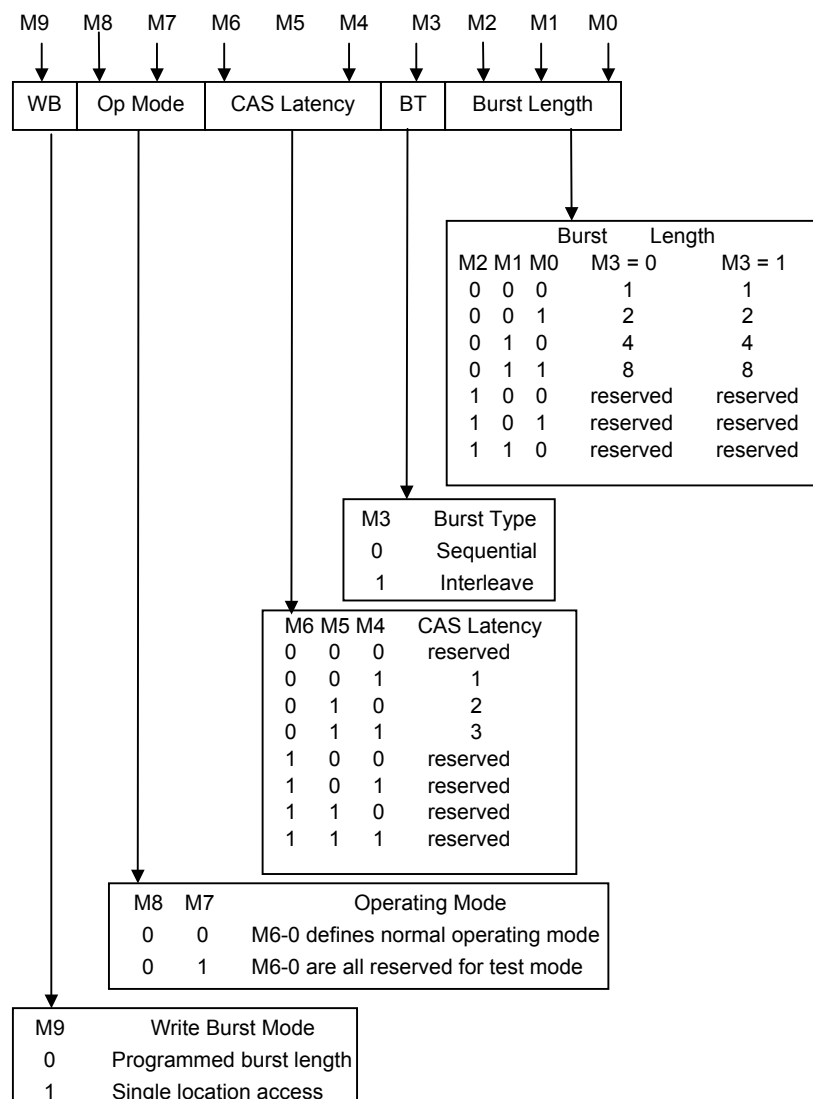 M9 M8 M7 M6 M5 M4 M3 M2 M1 M0
WB Op Mode CAS Latency BT Burst Length
Burst Length
M2 M1 M0 M3 = 0 M3 = 1
0 0 0 1 1
0 0 1 2 2
0 1 0 4 4
0 1 1 8 8
1 0 0 reserved reserved
1 0 1 reserved reserved
1 1 0 reserved reserved
M3 Burst Type
0 Sequential
1 Interleave
M6 M5 M4 CAS Latency
0 0 0 reserved
0 0 1 1
0 1 0 2
0 1 1 3
1 0 0 reserved
1 0 1 reserved
1 1 0 reserved
1 1 1 reserved
M8 M7 Operating Mode
0 0 M6-0 defines normal operating mode
0 1 M6-0 are all reserved for test mode
M9 Write Burst Mode
0 Programmed burst length
1 Single location access